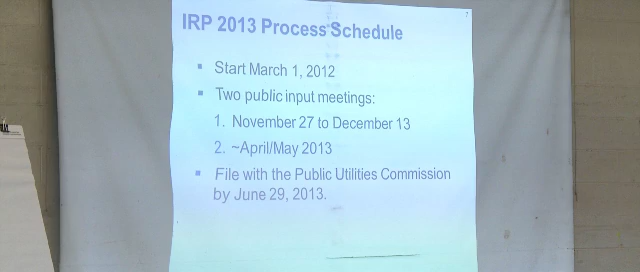 IRP 2013 Process Schedule
▪ Start March 1, 2012
▪ Two public input meetings:
1. November 27 to December 13
2. ~April/May 2013
▪ File with the Public Utilities Commission
by June 29, 2013.